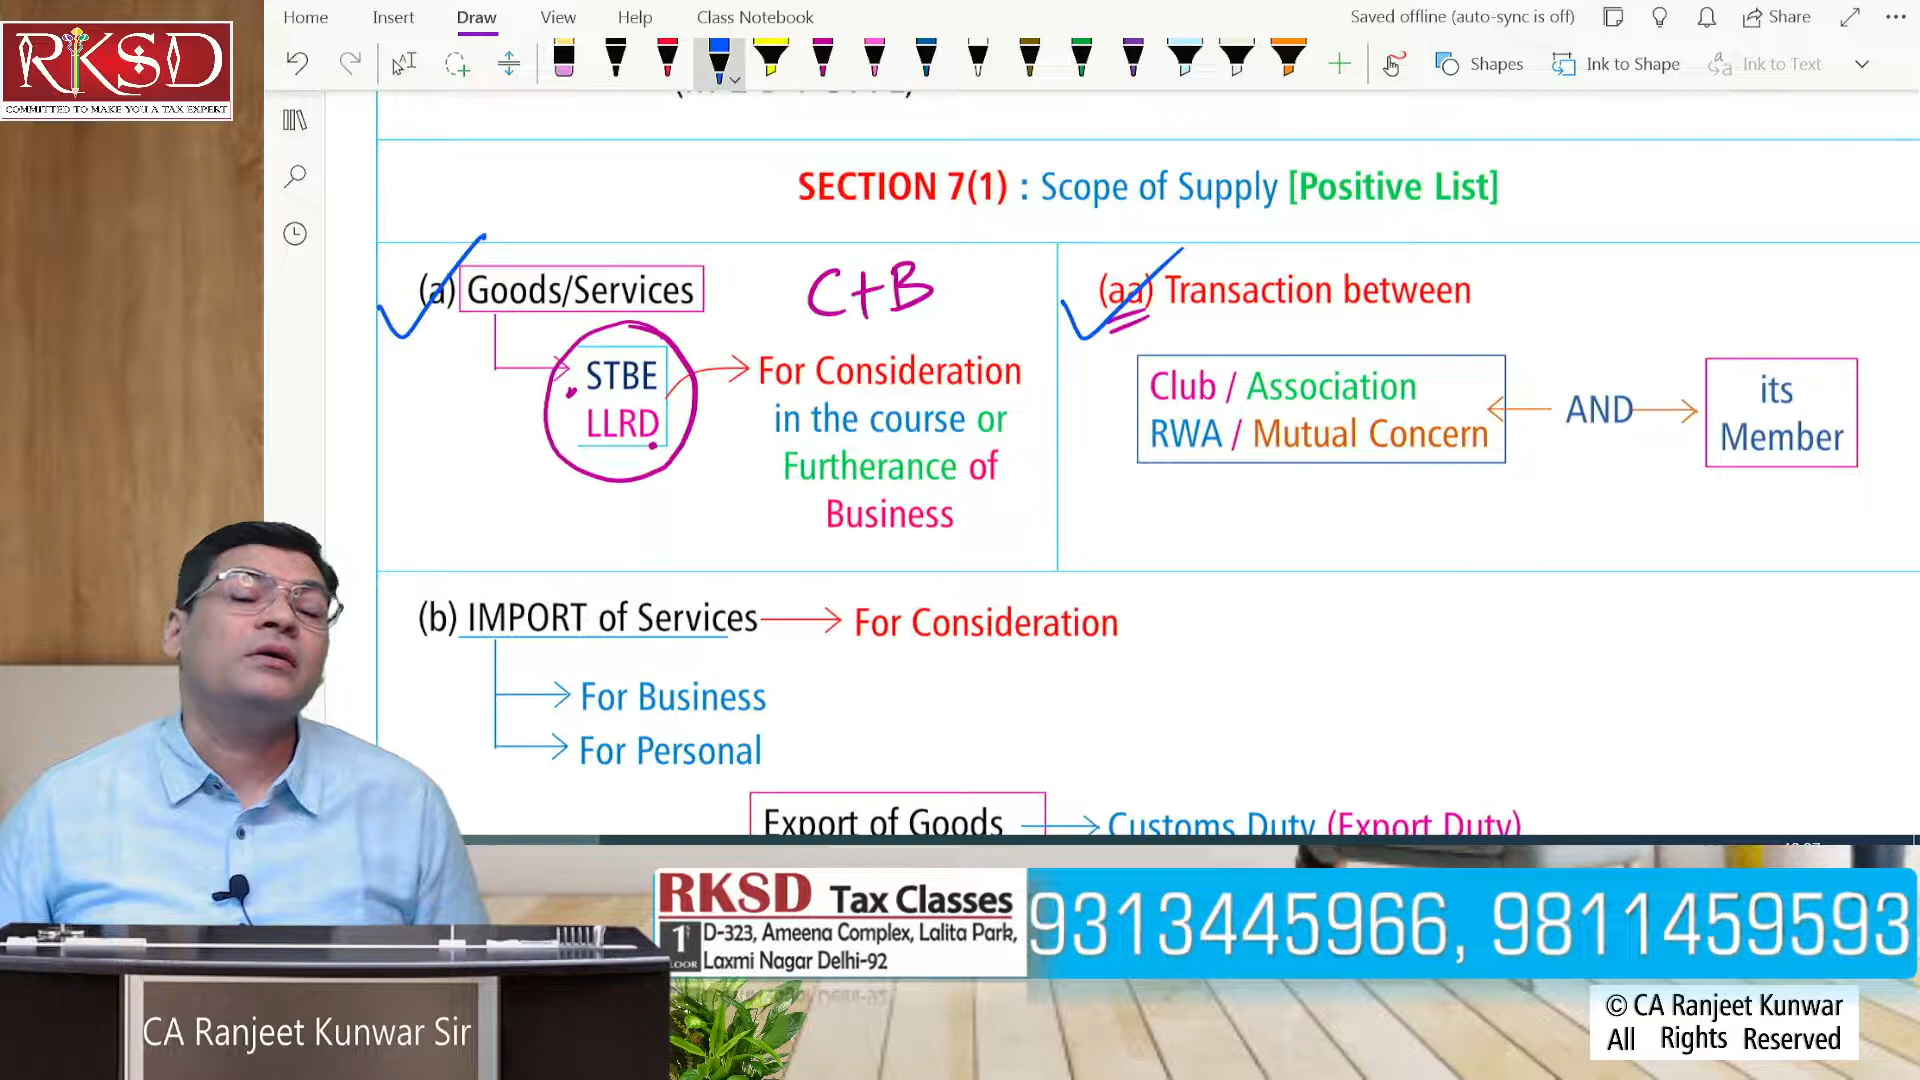 Home Insert Draw View Help Class Notebook
Saved offline (auto-sync is off) Share
Shapes Ink to Shape Ink to Text
RKSD
COMMITTED TO MAKE YOU A TAX EXPERT
SECTION 7(1) : Scope of Supply [Positive List]
(a) Goods/Services
C+B
STBE
LLRD
For Consideration
in the course or
Furtherance of
Business
(aa) Transaction between
Club / Association
RWA / Mutual Concern
AND
its
Member
(b) IMPORT of Services
For Consideration
For Business
For Personal
Export of Goods
Customs Duty (Export Duty)
RKSD Tax Classes
D-323, Ameena Complex, Lalita Park,
Laxmi Nagar Delhi-92
9313445966, 9811459593
CA Ranjeet Kunwar Sir
© CA Ranjeet Kunwar
All Rights Reserved